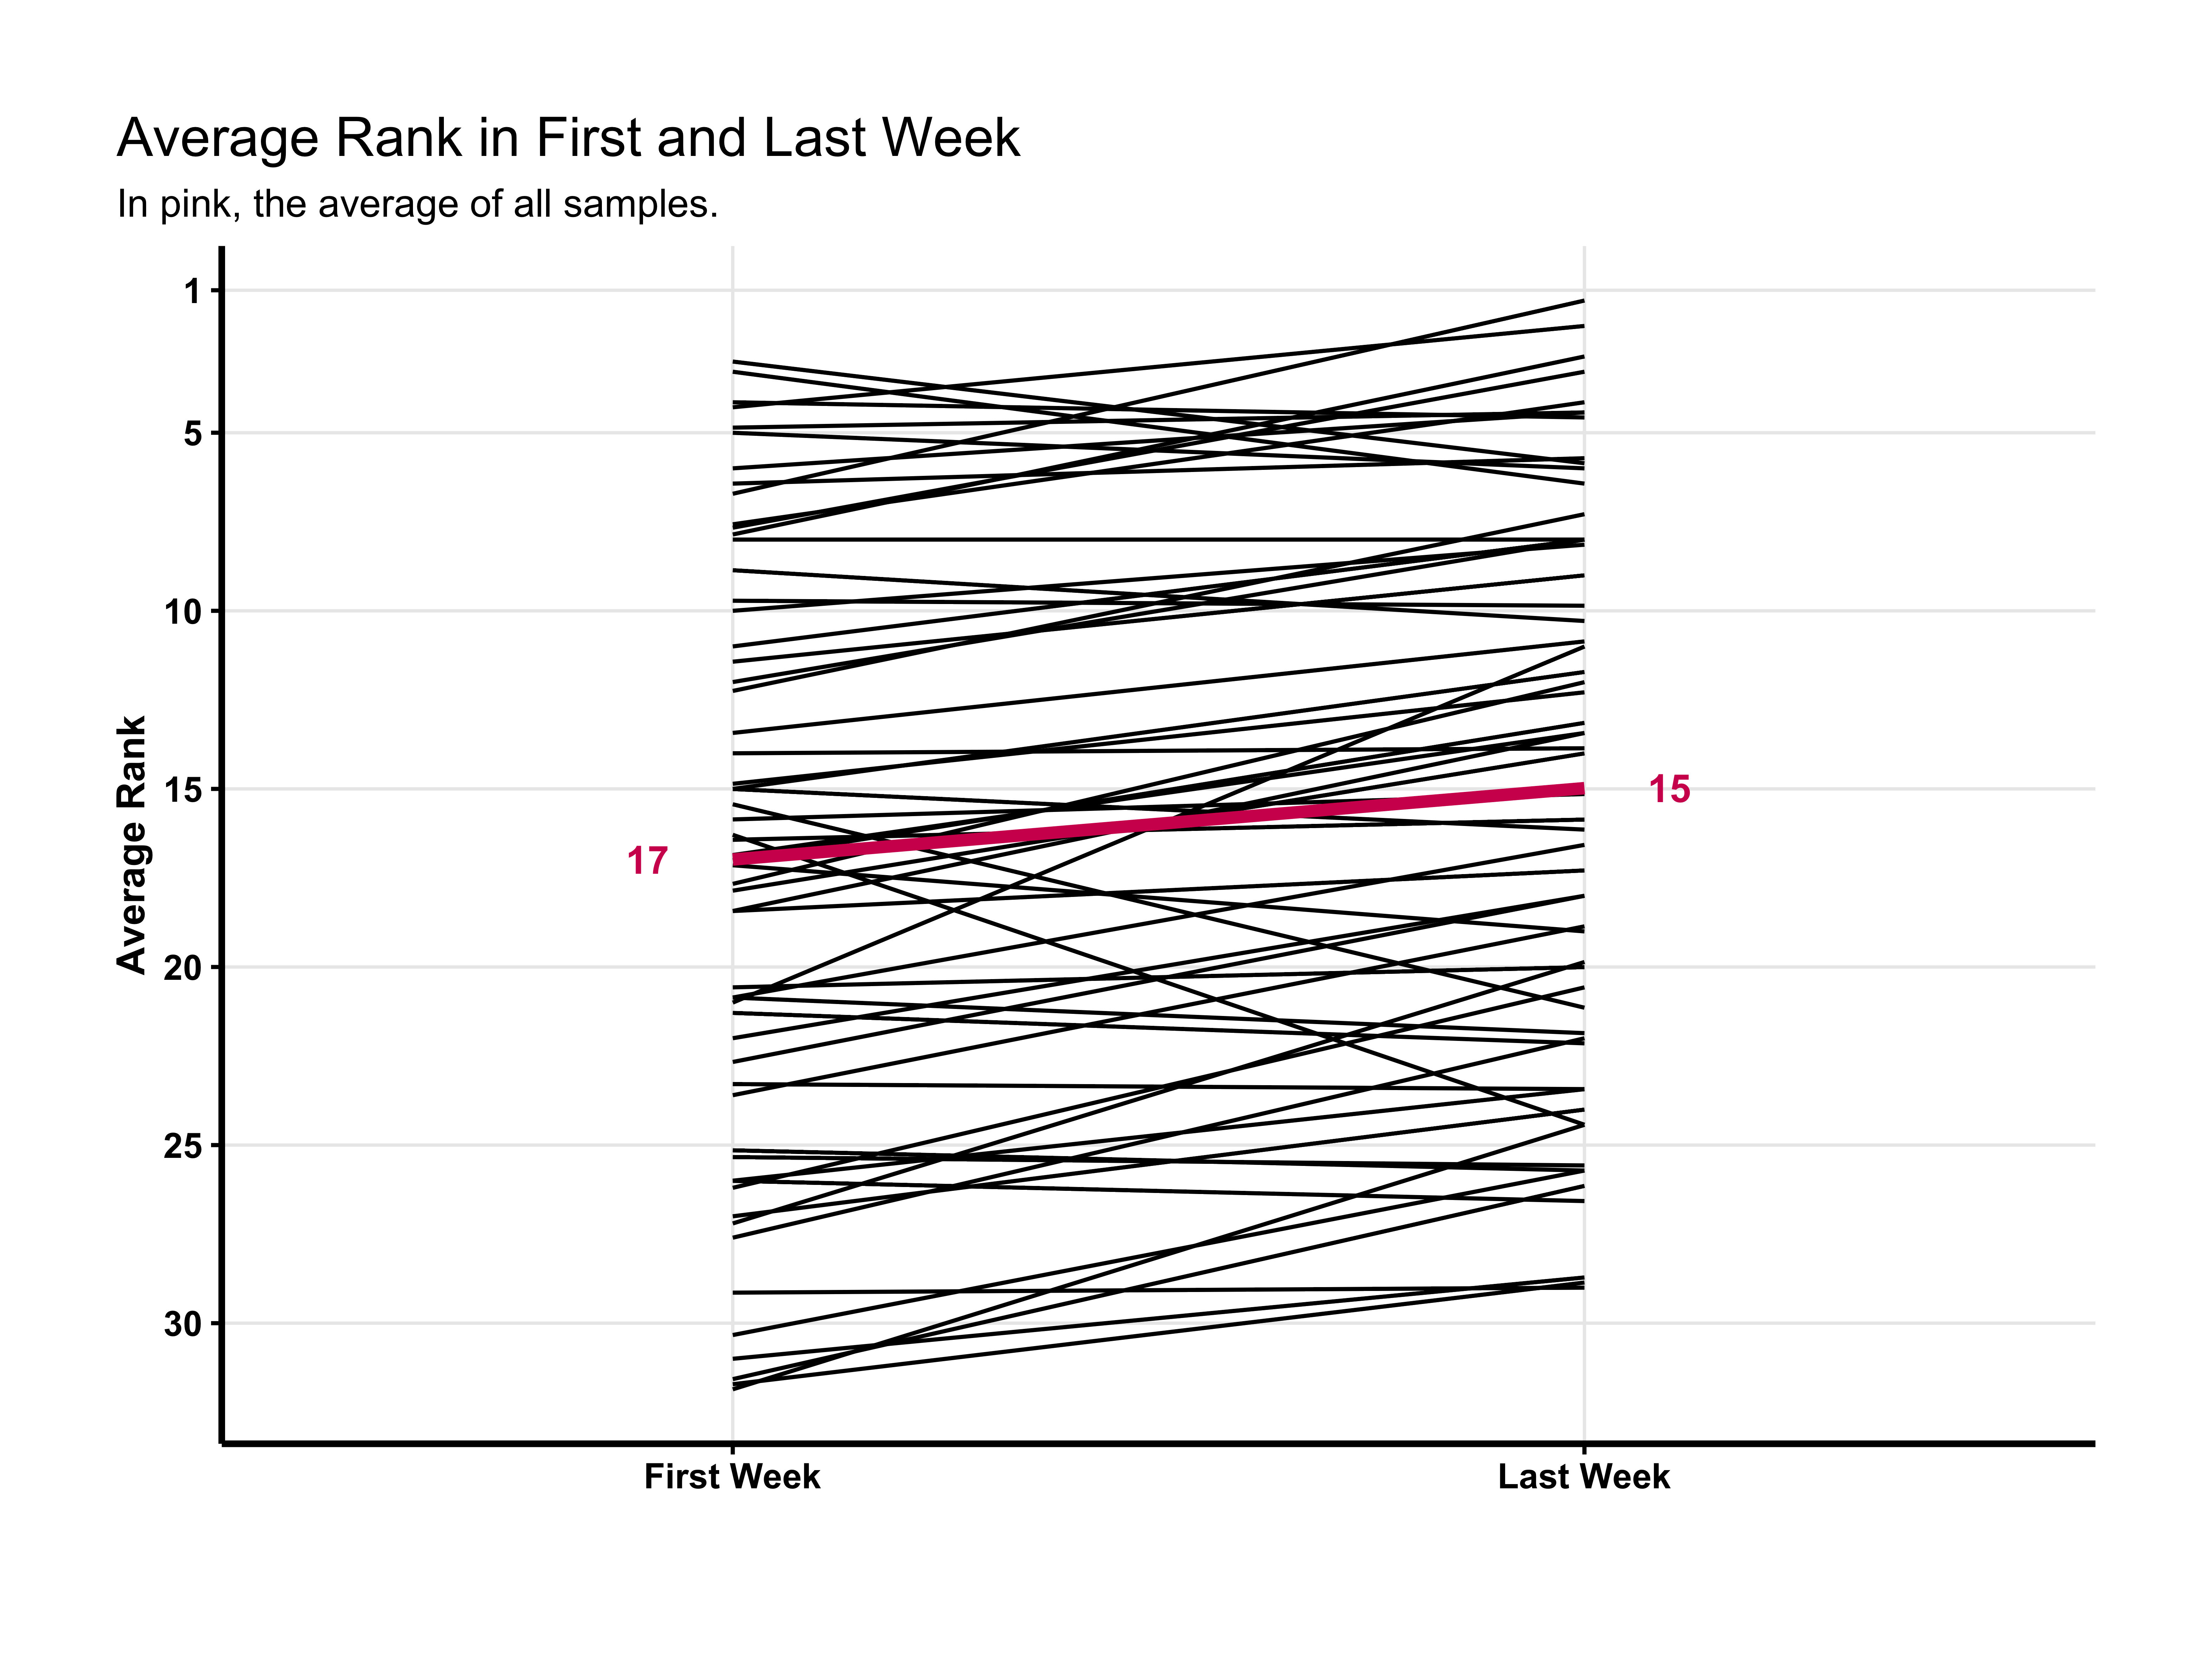 Average Rank in First and Last Week
In pink, the average of all samples.
1
5
10
15
20
25
30
Average Rank
17
15
First Week
Last Week